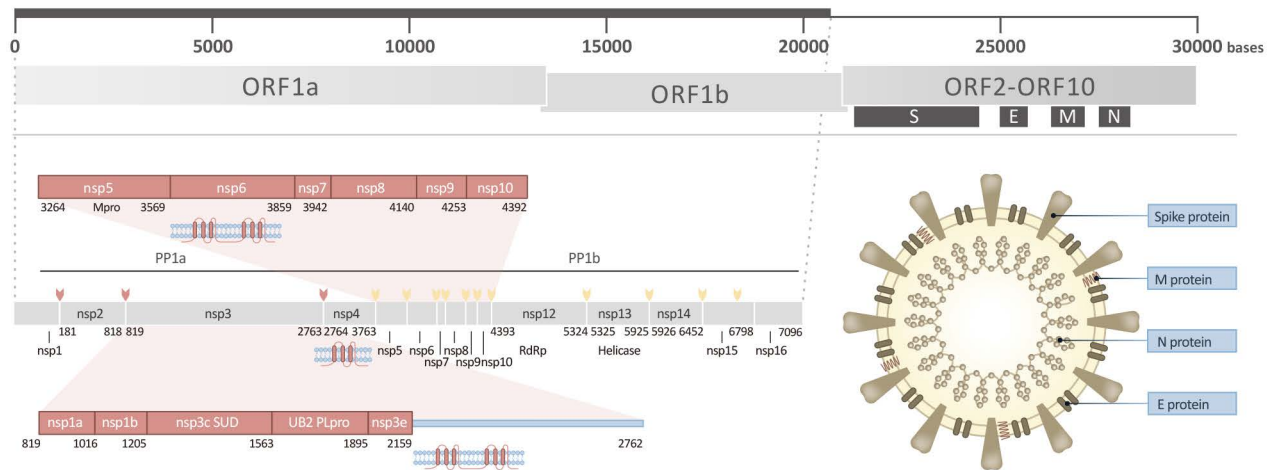 0 5000 10000 15000 20000 25000 30000 bases
ORF1a ORF1b ORF2-ORF10
S E M N
nsp5 nsp6 nsp7 nsp8 nsp9 nsp10
3264 Mpro 3569 3859 3942 4140 4253 4392
PP1a PP1b
nsp2 nsp3 nsp4 nsp12 nsp13 nsp14
181 818 819 2763 2764 3763 4393 5324 5325 5925 5926 6452 6798 7096
nsp1 nsp5 nsp6 nsp7 nsp8 nsp9 nsp10 RdRp Helicase nsp15 nsp16
nsp1a nsp1b nsp3c SUD UB2 PLpro nsp3e
819 1016 1205 1563 1895 2159 2762
Spike protein
M protein
N protein
E protein